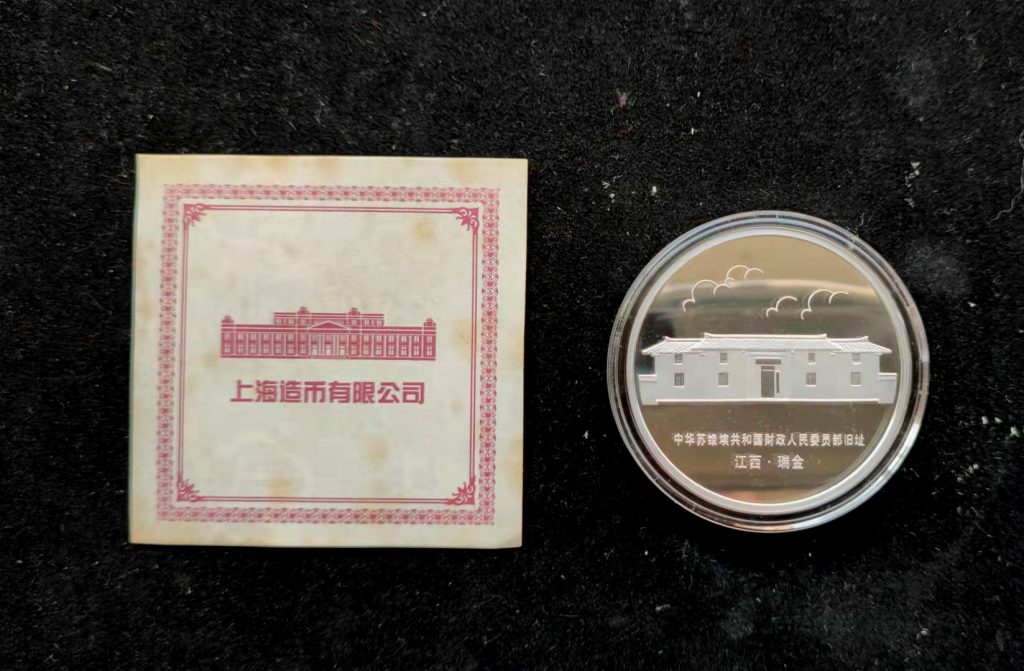 上海造币有限公司
中华苏维埃共和国财政人民委员部旧址
江西·瑞金